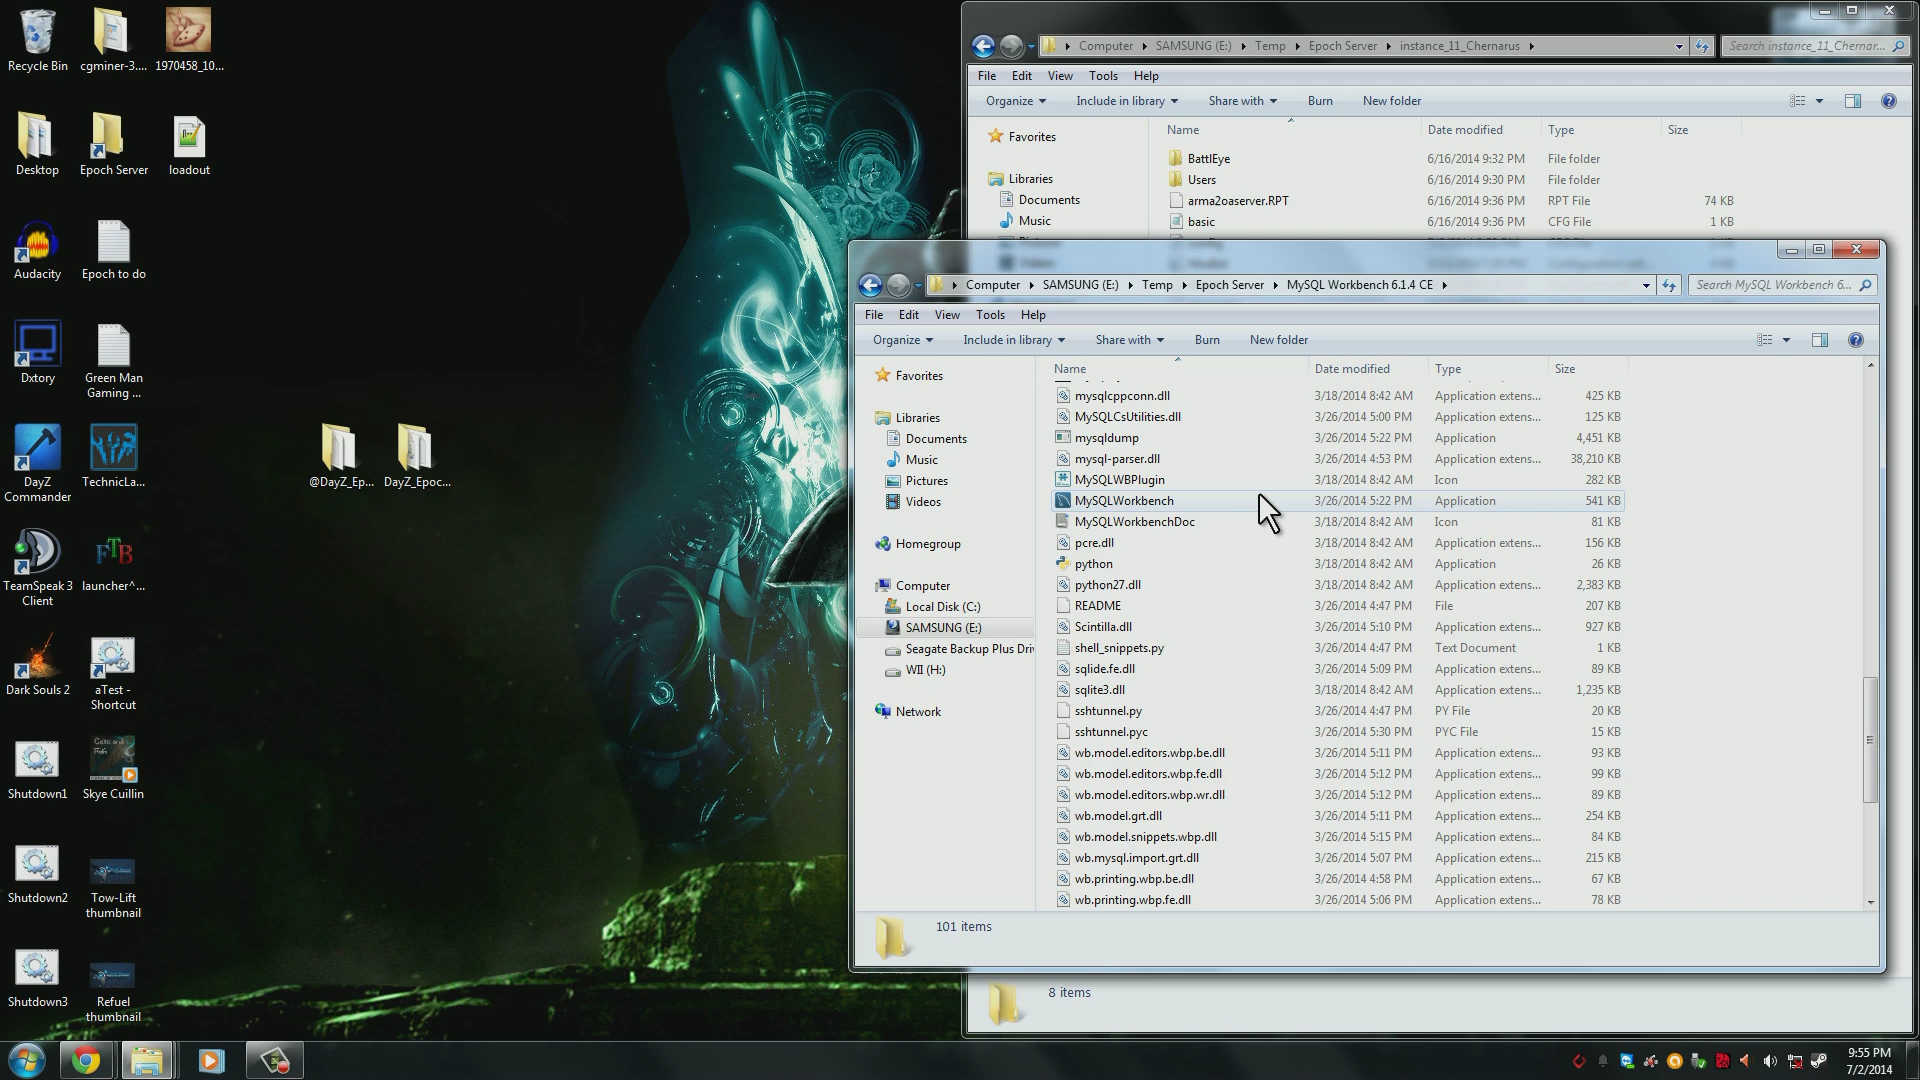 Recycle Bin
cgminer-3....
1970458_10...
Desktop
Epoch Server
loadout
Audacity
Epoch to do
Dxtory
Green Man
Gaming ...
DayZ
Commander
TechnicLa...
@DayZ_Ep...
DayZ_Epoc...
TeamSpeak 3
Client
FTB
launcher^...
Dark Souls 2
aTest -
Shortcut
Shutdown1
Skye Cuillin
Shutdown2
Tow-Lift
thumbnail
Shutdown3
Refuel
thumbnail
Computer SAMSUNG (E:) Temp Epoch Server instance_11_Chernarus
Search instance_11_Chernar...
File Edit View Tools Help
Organize Include in library Share with Burn New folder
Favorites
Libraries
Documents
Music
Name Date modified Type Size
BattlEye 6/16/2014 9:32 PM File folder
Users 6/16/2014 9:30 PM File folder
arma2oaserver.RPT 6/16/2014 9:36 PM RPT File 74 KB
basic 6/16/2014 9:36 PM CFG File 1 KB
Computer SAMSUNG (E:) Temp Epoch Server MySQL Workbench 6.1.4 CE
Search MySQL Workbench 6...
File Edit View Tools Help
Organize Include in library Share with Burn New folder
Favorites
Libraries
Documents
Music
Pictures
Videos
Homegroup
Computer
Local Disk (C:)
SAMSUNG (E:)
Seagate Backup Plus Dri
WII (H:)
Network
Name Date modified Type Size
mysqlcppconn.dll 3/18/2014 8:42 AM Application extens... 425 KB
MySQLCsUtilities.dll 3/26/2014 5:00 PM Application extens... 125 KB
mysqldump 3/26/2014 5:22 PM Application 4,451 KB
mysql-parser.dll 3/26/2014 4:53 PM Application extens... 38,210 KB
MySQLWBPlugin 3/18/2014 8:42 AM Icon 282 KB
MySQLWorkbench 3/26/2014 5:22 PM Application 541 KB
MySQLWorkbenchDoc 3/18/2014 8:42 AM Icon 81 KB
pcre.dll 3/18/2014 8:42 AM Application extens... 156 KB
python 3/18/2014 8:42 AM Application 26 KB
python27.dll 3/18/2014 8:42 AM Application extens... 2,383 KB
README 3/26/2014 4:47 PM File 207 KB
Scintilla.dll 3/26/2014 5:10 PM Application extens... 927 KB
shell_snippets.py 3/26/2014 4:47 PM Text Document 1 KB
sqlide.fe.dll 3/26/2014 5:09 PM Application extens... 89 KB
sqlite3.dll 3/18/2014 8:42 AM Application extens... 1,235 KB
sshtunnel.py 3/26/2014 4:47 PM PY File 20 KB
sshtunnel.pyc 3/26/2014 5:30 PM PYC File 15 KB
wb.model.editors.wbp.be.dll 3/26/2014 5:11 PM Application extens... 93 KB
wb.model.editors.wbp.fe.dll 3/26/2014 5:12 PM Application extens... 99 KB
wb.model.editors.wbp.wr.dll 3/26/2014 5:12 PM Application extens... 89 KB
wb.model.grt.dll 3/26/2014 5:11 PM Application extens... 254 KB
wb.model.snippets.wbp.dll 3/26/2014 5:15 PM Application extens... 84 KB
wb.mysql.import.grt.dll 3/26/2014 5:07 PM Application extens... 215 KB
wb.printing.wbp.be.dll 3/26/2014 4:58 PM Application extens... 67 KB
wb.printing.wbp.fe.dll 3/26/2014 5:06 PM Application extens... 78 KB
101 items
8 items
9:55 PM
7/2/2014